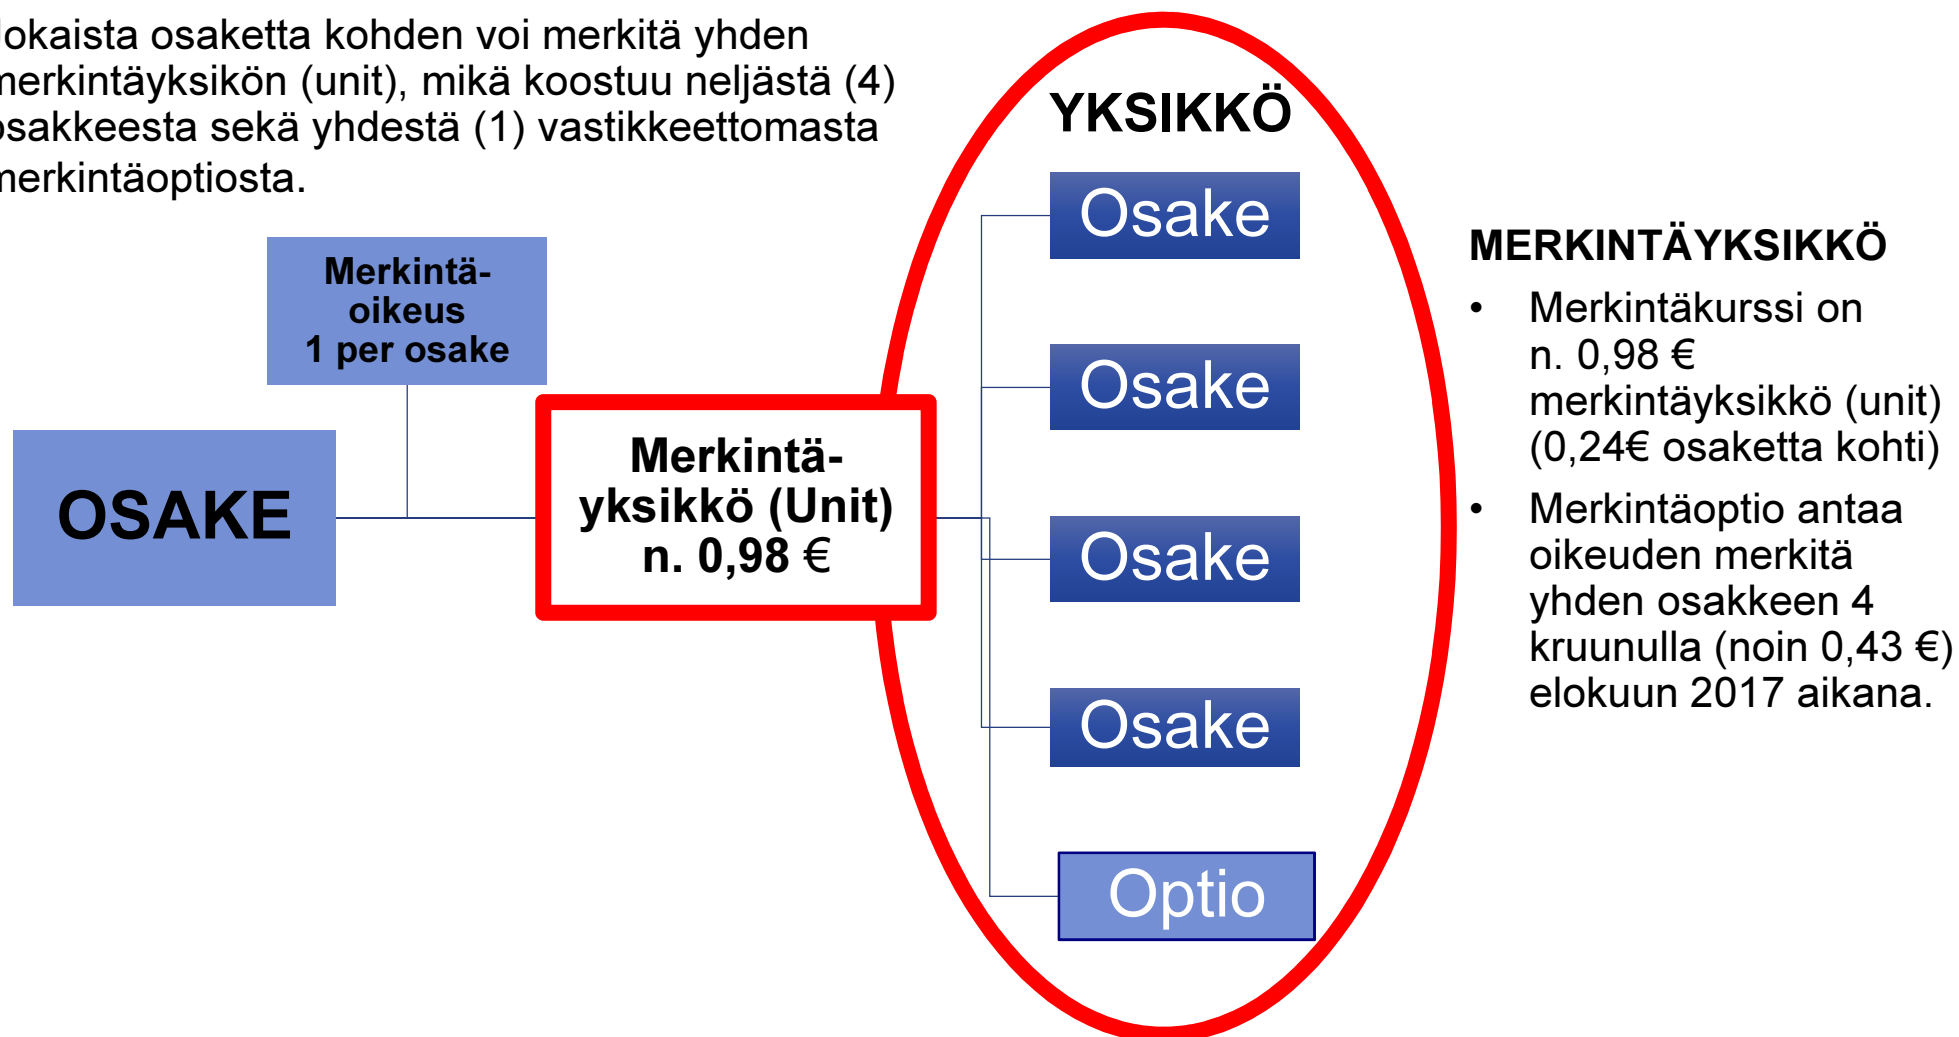 Jokaista osaketta kohden voi merkitä yhden
merkintäyksikön (unit), mikä koostuu neljästä (4)
osakkeesta sekä yhdestä (1) vastikkeettomasta
merkintäoptiosta.
Merkintä-
oikeus
1 per osake
OSAKE
Merkintä-
yksikkö (Unit)
n. 0,98 €
YKSIKKÖ
Osake
Osake
Osake
Osake
Optio
MERKINTÄYKSIKKÖ
• Merkintäkurssi on
n. 0,98 €
merkintäyksikkö (unit)
(0,24€ osaketta kohti)
• Merkintäoptio antaa
oikeuden merkitä
yhden osakkeen 4
kruunulla (noin 0,43 €)
elokuun 2017 aikana.